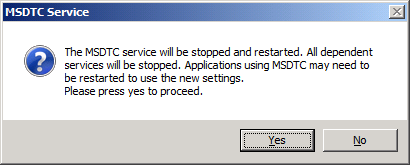 MSDTC Service
The MSDTC service will be stopped and restarted. All dependent
services will be stopped. Applications using MSDTC may need to
be restarted to use the new settings.
Please press yes to proceed.
Yes
No